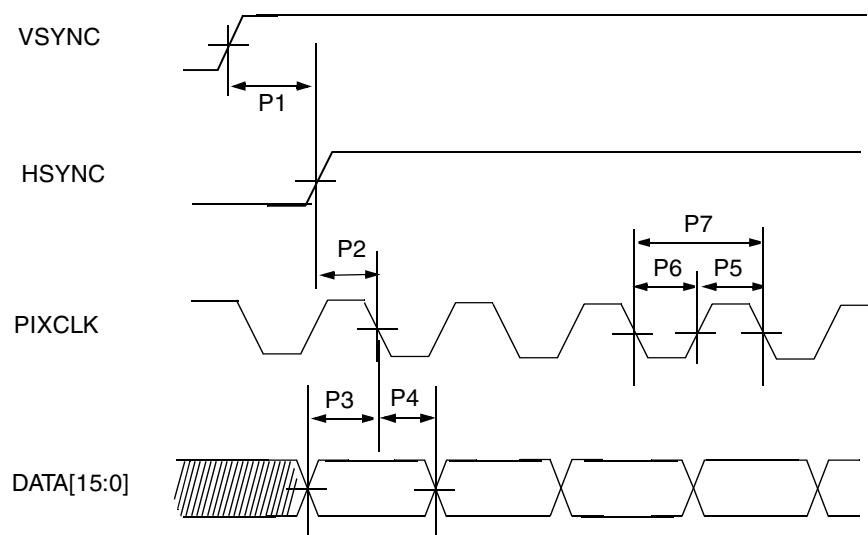 VSYNC
P1
HSYNC
P2
P7
P6
P5
PIXCLK
P3
P4
DATA[15:0]